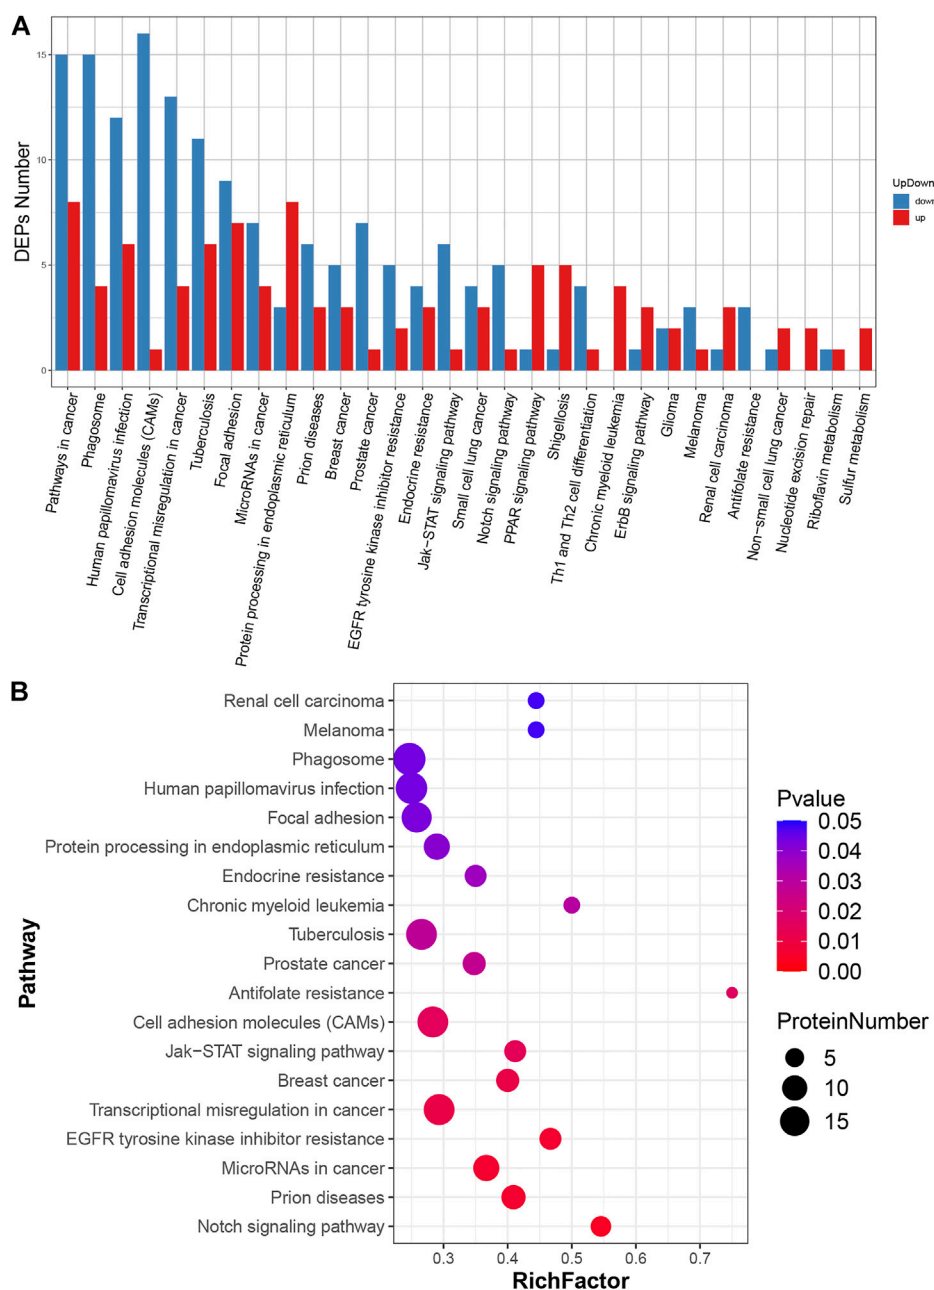 A
DEPs Number
15
10
5
0
UpDown
down
up
Pathways in cancer
Phagosome
Human papillomavirus infection
Cell adhesion molecules (CAMs)
Transcriptional misregulation in cancer
Tuberculosis
Focal adhesion
MicroRNAs in cancer
Protein processing in endoplasmic reticulum
Prion diseases
Breast cancer
Prostate cancer
EGFR tyrosine kinase inhibitor resistance
Endocrine resistance
Jak−STAT signaling pathway
Small cell lung cancer
Notch signaling pathway
PPAR signaling pathway
Shigellosis
Th1 and Th2 cell differentiation
Chronic myeloid leukemia
ErbB signaling pathway
Glioma
Melanoma
Renal cell carcinoma
Antifolate resistance
Non−small cell lung cancer
Nucleotide excision repair
Riboflavin metabolism
Sulfur metabolism
B
Pathway
Renal cell carcinoma
Melanoma
Phagosome
Human papillomavirus infection
Focal adhesion
Protein processing in endoplasmic reticulum
Endocrine resistance
Chronic myeloid leukemia
Tuberculosis
Prostate cancer
Antifolate resistance
Cell adhesion molecules (CAMs)
Jak−STAT signaling pathway
Breast cancer
Transcriptional misregulation in cancer
EGFR tyrosine kinase inhibitor resistance
MicroRNAs in cancer
Prion diseases
Notch signaling pathway
0.3 0.4 0.5 0.6 0.7
RichFactor
Pvalue
0.05
0.04
0.03
0.02
0.01
0.00
ProteinNumber
5
10
15